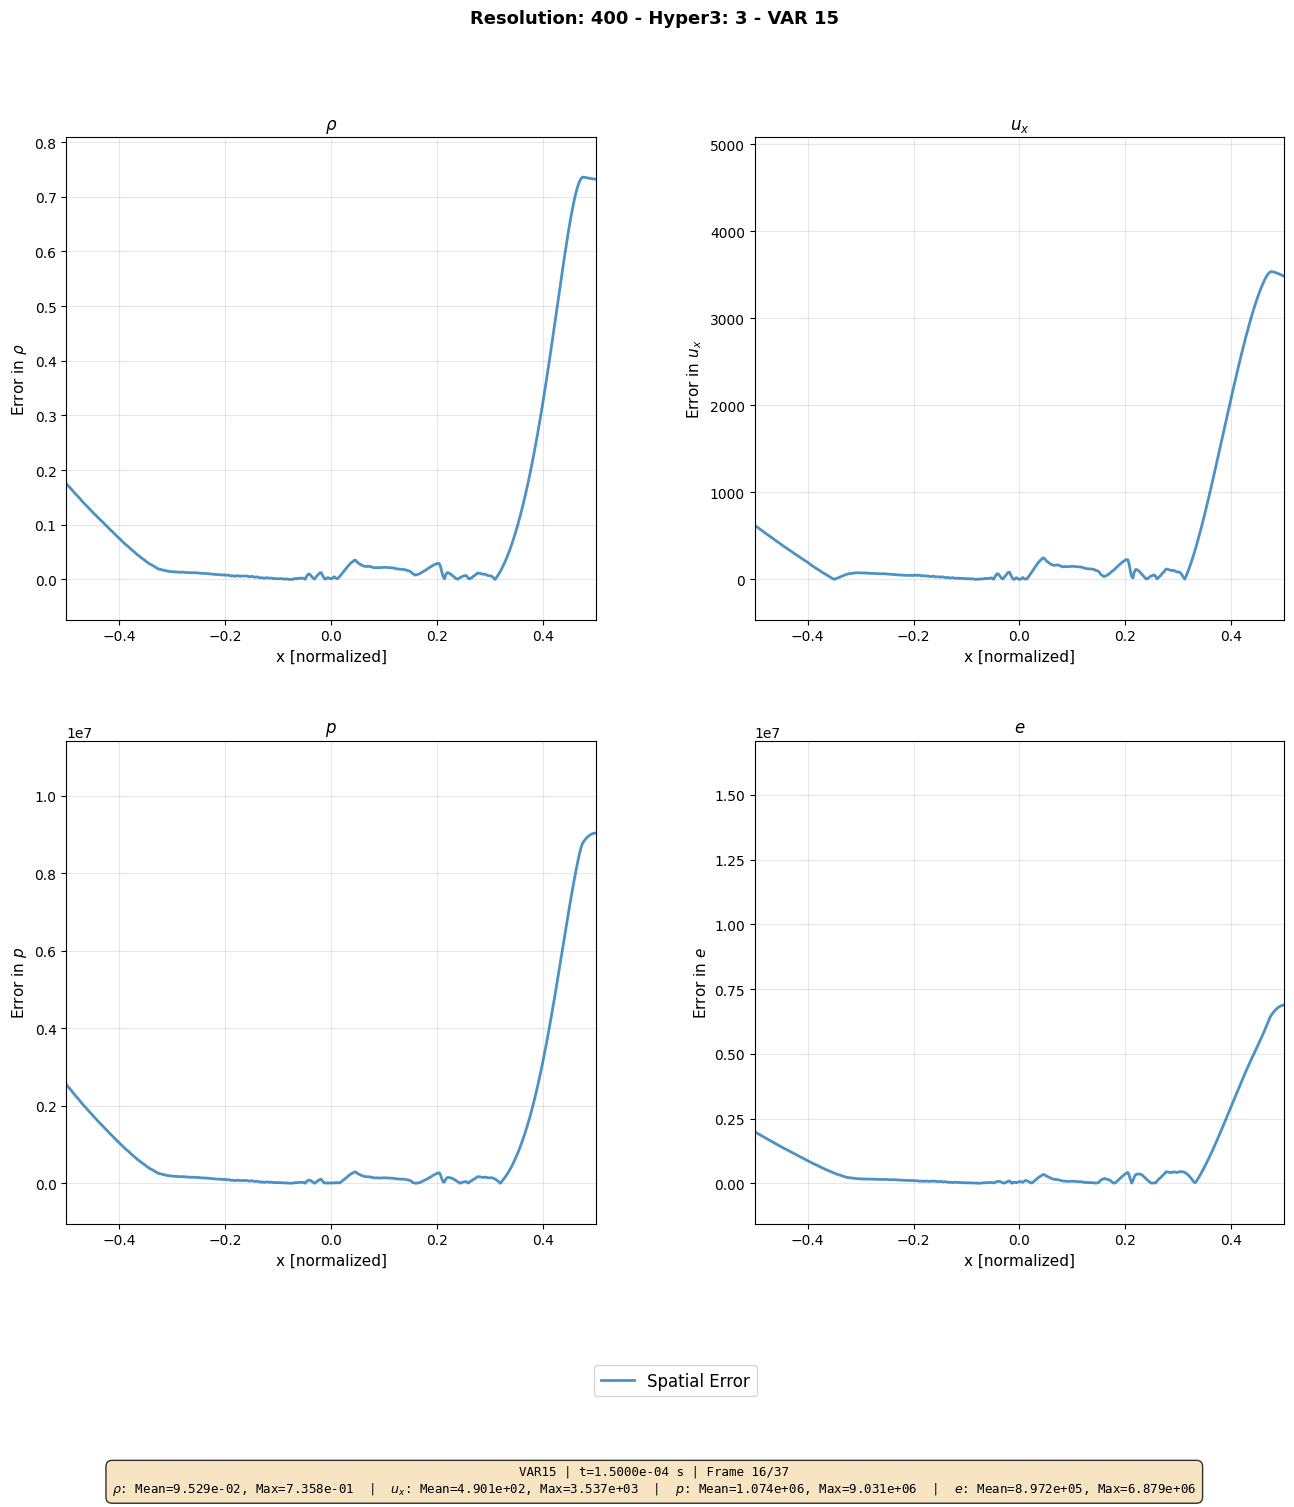 Resolution: 400 - Hyper3: 3 - VAR 15
ρ
0.8
0.7
0.6
0.5
0.4
0.3
0.2
0.1
0.0
Error in ρ
−0.4 −0.2 0.0 0.2 0.4
x [normalized]
uₓ
5000
4000
3000
2000
1000
0
Error in uₓ
−0.4 −0.2 0.0 0.2 0.4
x [normalized]
p
1e7
1.0
0.8
0.6
0.4
0.2
0.0
Error in p
−0.4 −0.2 0.0 0.2 0.4
x [normalized]
e
1e7
1.50
1.25
1.00
0.75
0.50
0.25
0.00
Error in e
−0.4 −0.2 0.0 0.2 0.4
x [normalized]
Spatial Error
VAR15 | t=1.5000e-04 s | Frame 16/37
ρ: Mean=9.529e-02, Max=7.358e-01 | uₓ: Mean=4.901e+02, Max=3.537e+03 | p: Mean=1.074e+06, Max=9.031e+06 | e: Mean=8.972e+05, Max=6.879e+06